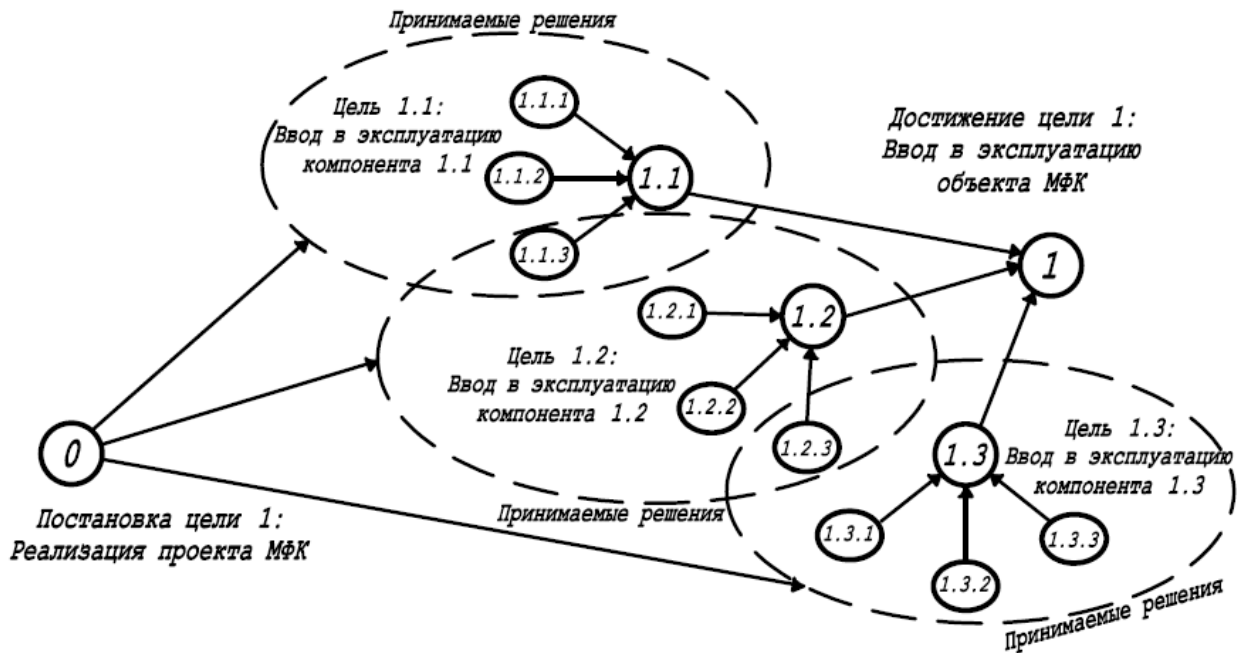 Принимаемые решения
Цель 1.1:
Ввод в эксплуатацию
компонента 1.1
1.1.1
1.1.2
1.1.3
1.1
Достижение цели 1:
Ввод в эксплуатацию
объекта МФК
1
1.2.1
1.2
Цель 1.2:
Ввод в эксплуатацию
компонента 1.2
1.2.2
1.2.3
0
Постановка цели 1:
Реализация проекта МФК
Принимаемые решения
1.3
Цель 1.3:
Ввод в эксплуатацию
компонента 1.3
1.3.1
1.3.2
1.3.3
Принимаемые решения